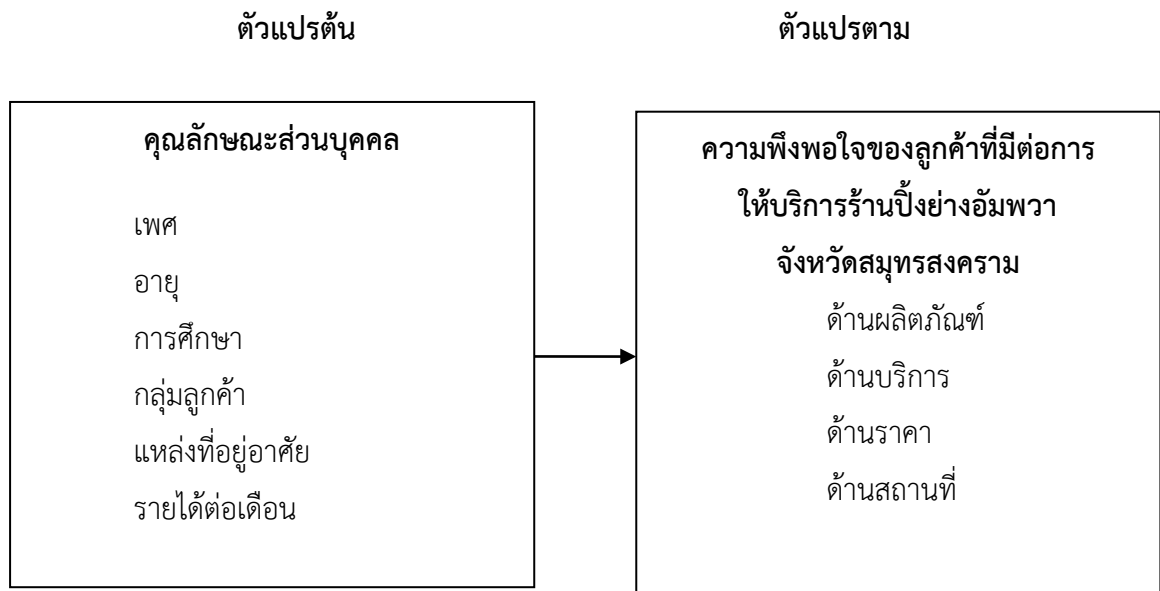 ตัวแปรต้น
ตัวแปรตาม
คุณลักษณะส่วนบุคคล
เพศ
อายุ
การศึกษา
กลุ่มลูกค้า
แหล่งที่อยู่อาศัย
รายได้ต่อเดือน
ความพึงพอใจของลูกค้าที่มีต่อการ
ให้บริการร้านปิ้งย่างอัมพวา
จังหวัดสมุทรสงคราม
ด้านผลิตภัณฑ์
ด้านบริการ
ด้านราคา
ด้านสถานที่